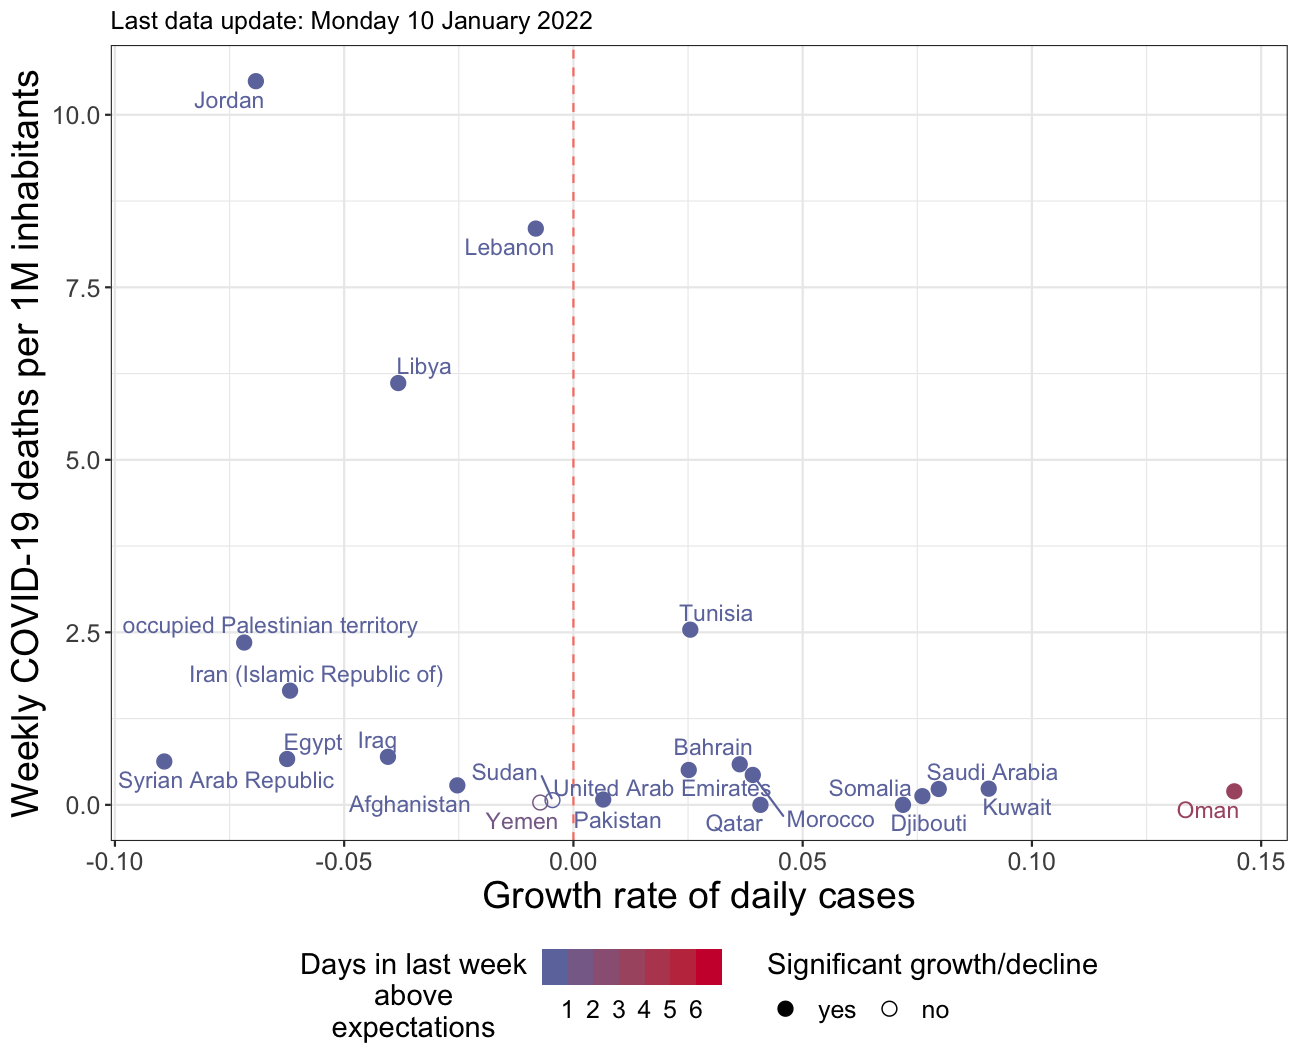 Last data update: Monday 10 January 2022
Weekly COVID-19 deaths per 1M inhabitants
10.0
7.5
5.0
2.5
0.0
Jordan
Lebanon
Libya
Tunisia
occupied Palestinian territory
Iran (Islamic Republic of)
Egypt
Iraq
Bahrain
Sudan
Saudi Arabia
Syrian Arab Republic
United Arab Emirates
Somalia
Afghanistan
Kuwait
Oman
Yemen
Pakistan
Qatar
Morocco
Djibouti
-0.10
-0.05
0.00
0.05
0.10
0.15
Growth rate of daily cases
Days in last week
above
expectations
1 2 3 4 5 6
Significant growth/decline
yes
no